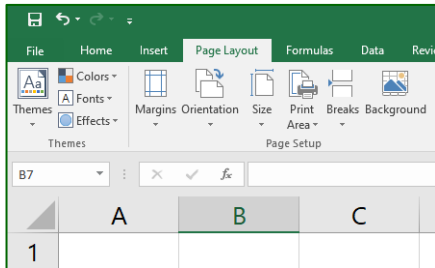 File Home Insert Page Layout Formulas Data Revi
Aa Colors
A Fonts
Themes Effects Margins Orientation Size Print Area Breaks Background
Themes Page Setup
B7 fx
A B C
1